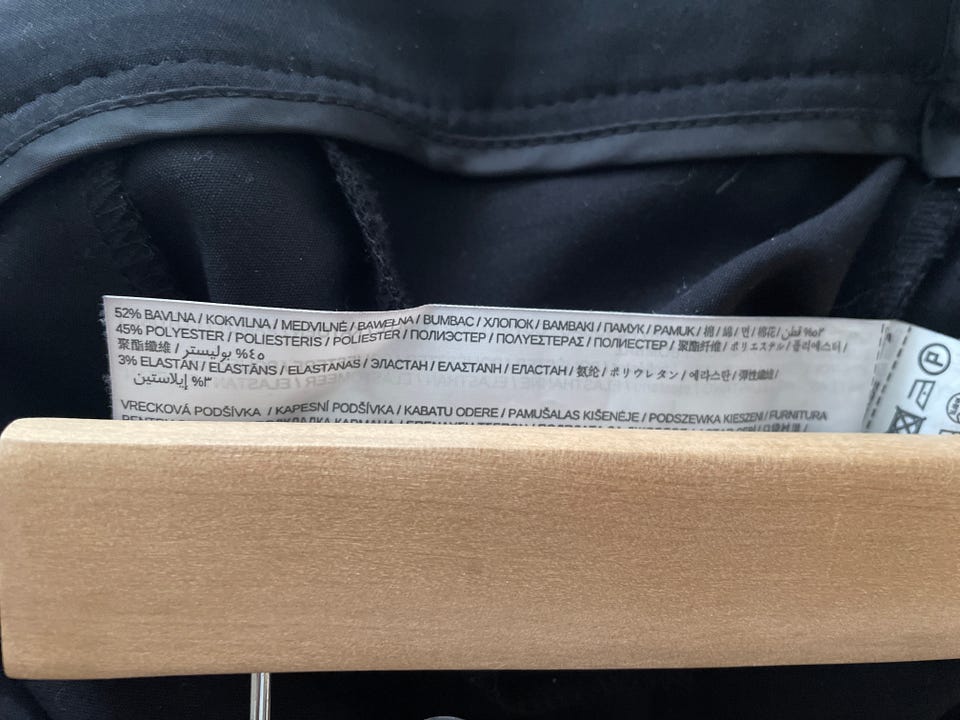 52% BAVLNA / KOKVILNA / MEDVILNĖ / BAWEŁNA / BUMBAC / ХЛОПОК / ΒΑΜΒΑΚΙ / ПАМУК / PAMUK / 棉 / 綿 / 면 / 棉花 / قطن %٥٢
45% POLYESTER / POLIESTERIS / POLIESTER / ПОЛИЭСТЕР / ΠΟΛΥΕΣΤΕΡΑΣ / ПОЛИЕСТЕР / 聚酯纤维 / ポリエステル / 폴리에스터 /
聚酯纖維 / بوليستر %٤٥
3% ELASTAN / ELASTĀNS / ELASTANAS / ЭЛАСТАН / ΕΛΑΣΤΑΝΗ / ЕЛАСТАН / 氨纶 / ポリウレタン / 에라스탄 / 彈性纖維 /
إيلاستين %٣
VRECKOVÁ PODŠÍVKA / KAPESNÍ PODŠÍVKA / KABATU ODERE / PAMUŠALAS KIŠENĖJE / PODSZEWKA KIESZENI / FURNITURA
P